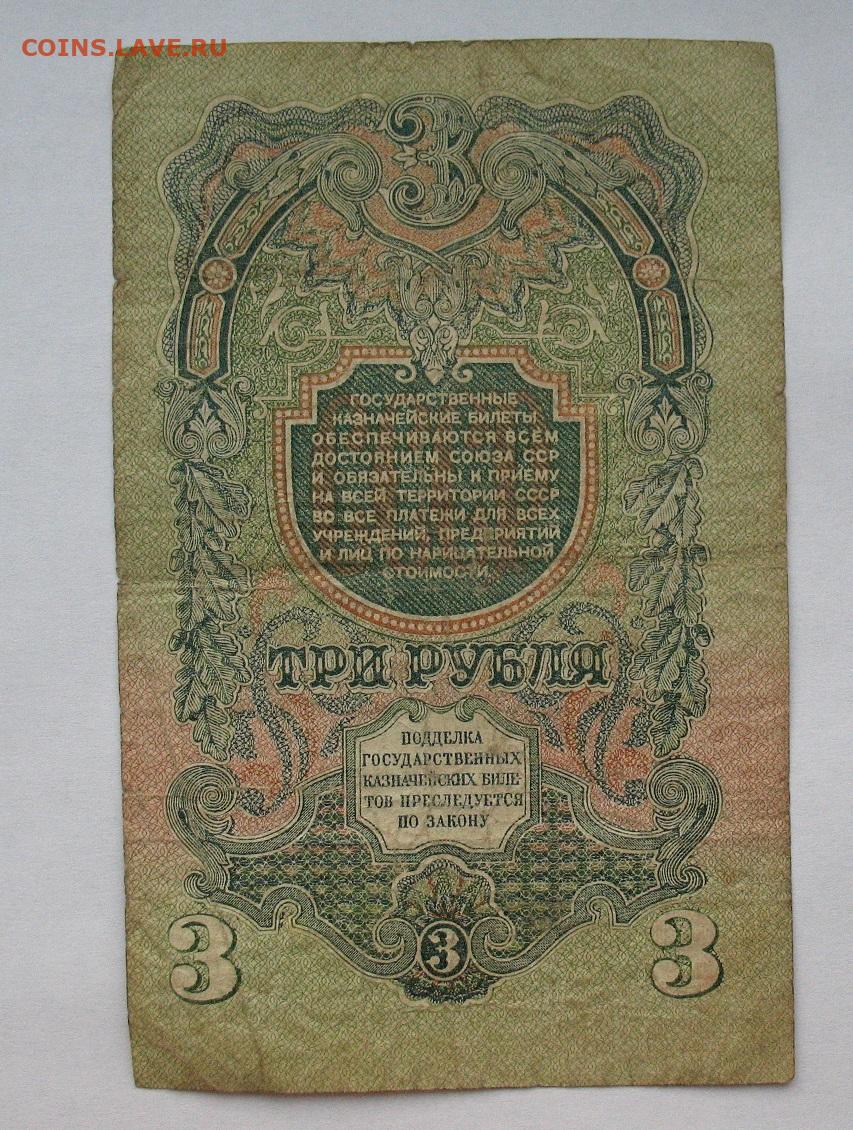 COINS.LAVE.RU
3
ГОСУДАРСТВЕННЫЕ
КАЗНАЧЕЙСКИЕ БИЛЕТЫ
ОБЕСПЕЧИВАЮТСЯ ВСЕМ
ДОСТОЯНИЕМ СОЮЗА ССР
И ОБЯЗАТЕЛЬНЫ К ПРИЕМУ
НА ВСЕЙ ТЕРРИТОРИИ СССР
ВО ВСЕ ПЛАТЕЖИ ДЛЯ ВСЕХ
УЧРЕЖДЕНИЙ, ПРЕДПРИЯТИЙ
И ЛИЦ ПО НАРИЦАТЕЛЬНОЙ
СТОИМОСТИ.
ТРИ РУБЛЯ
ПОДДЕЛКА
ГОСУДАРСТВЕННЫХ
КАЗНАЧЕЙСКИХ БИЛЕ-
ТОВ ПРЕСЛЕДУЕТСЯ
ПО ЗАКОНУ
3 3 3